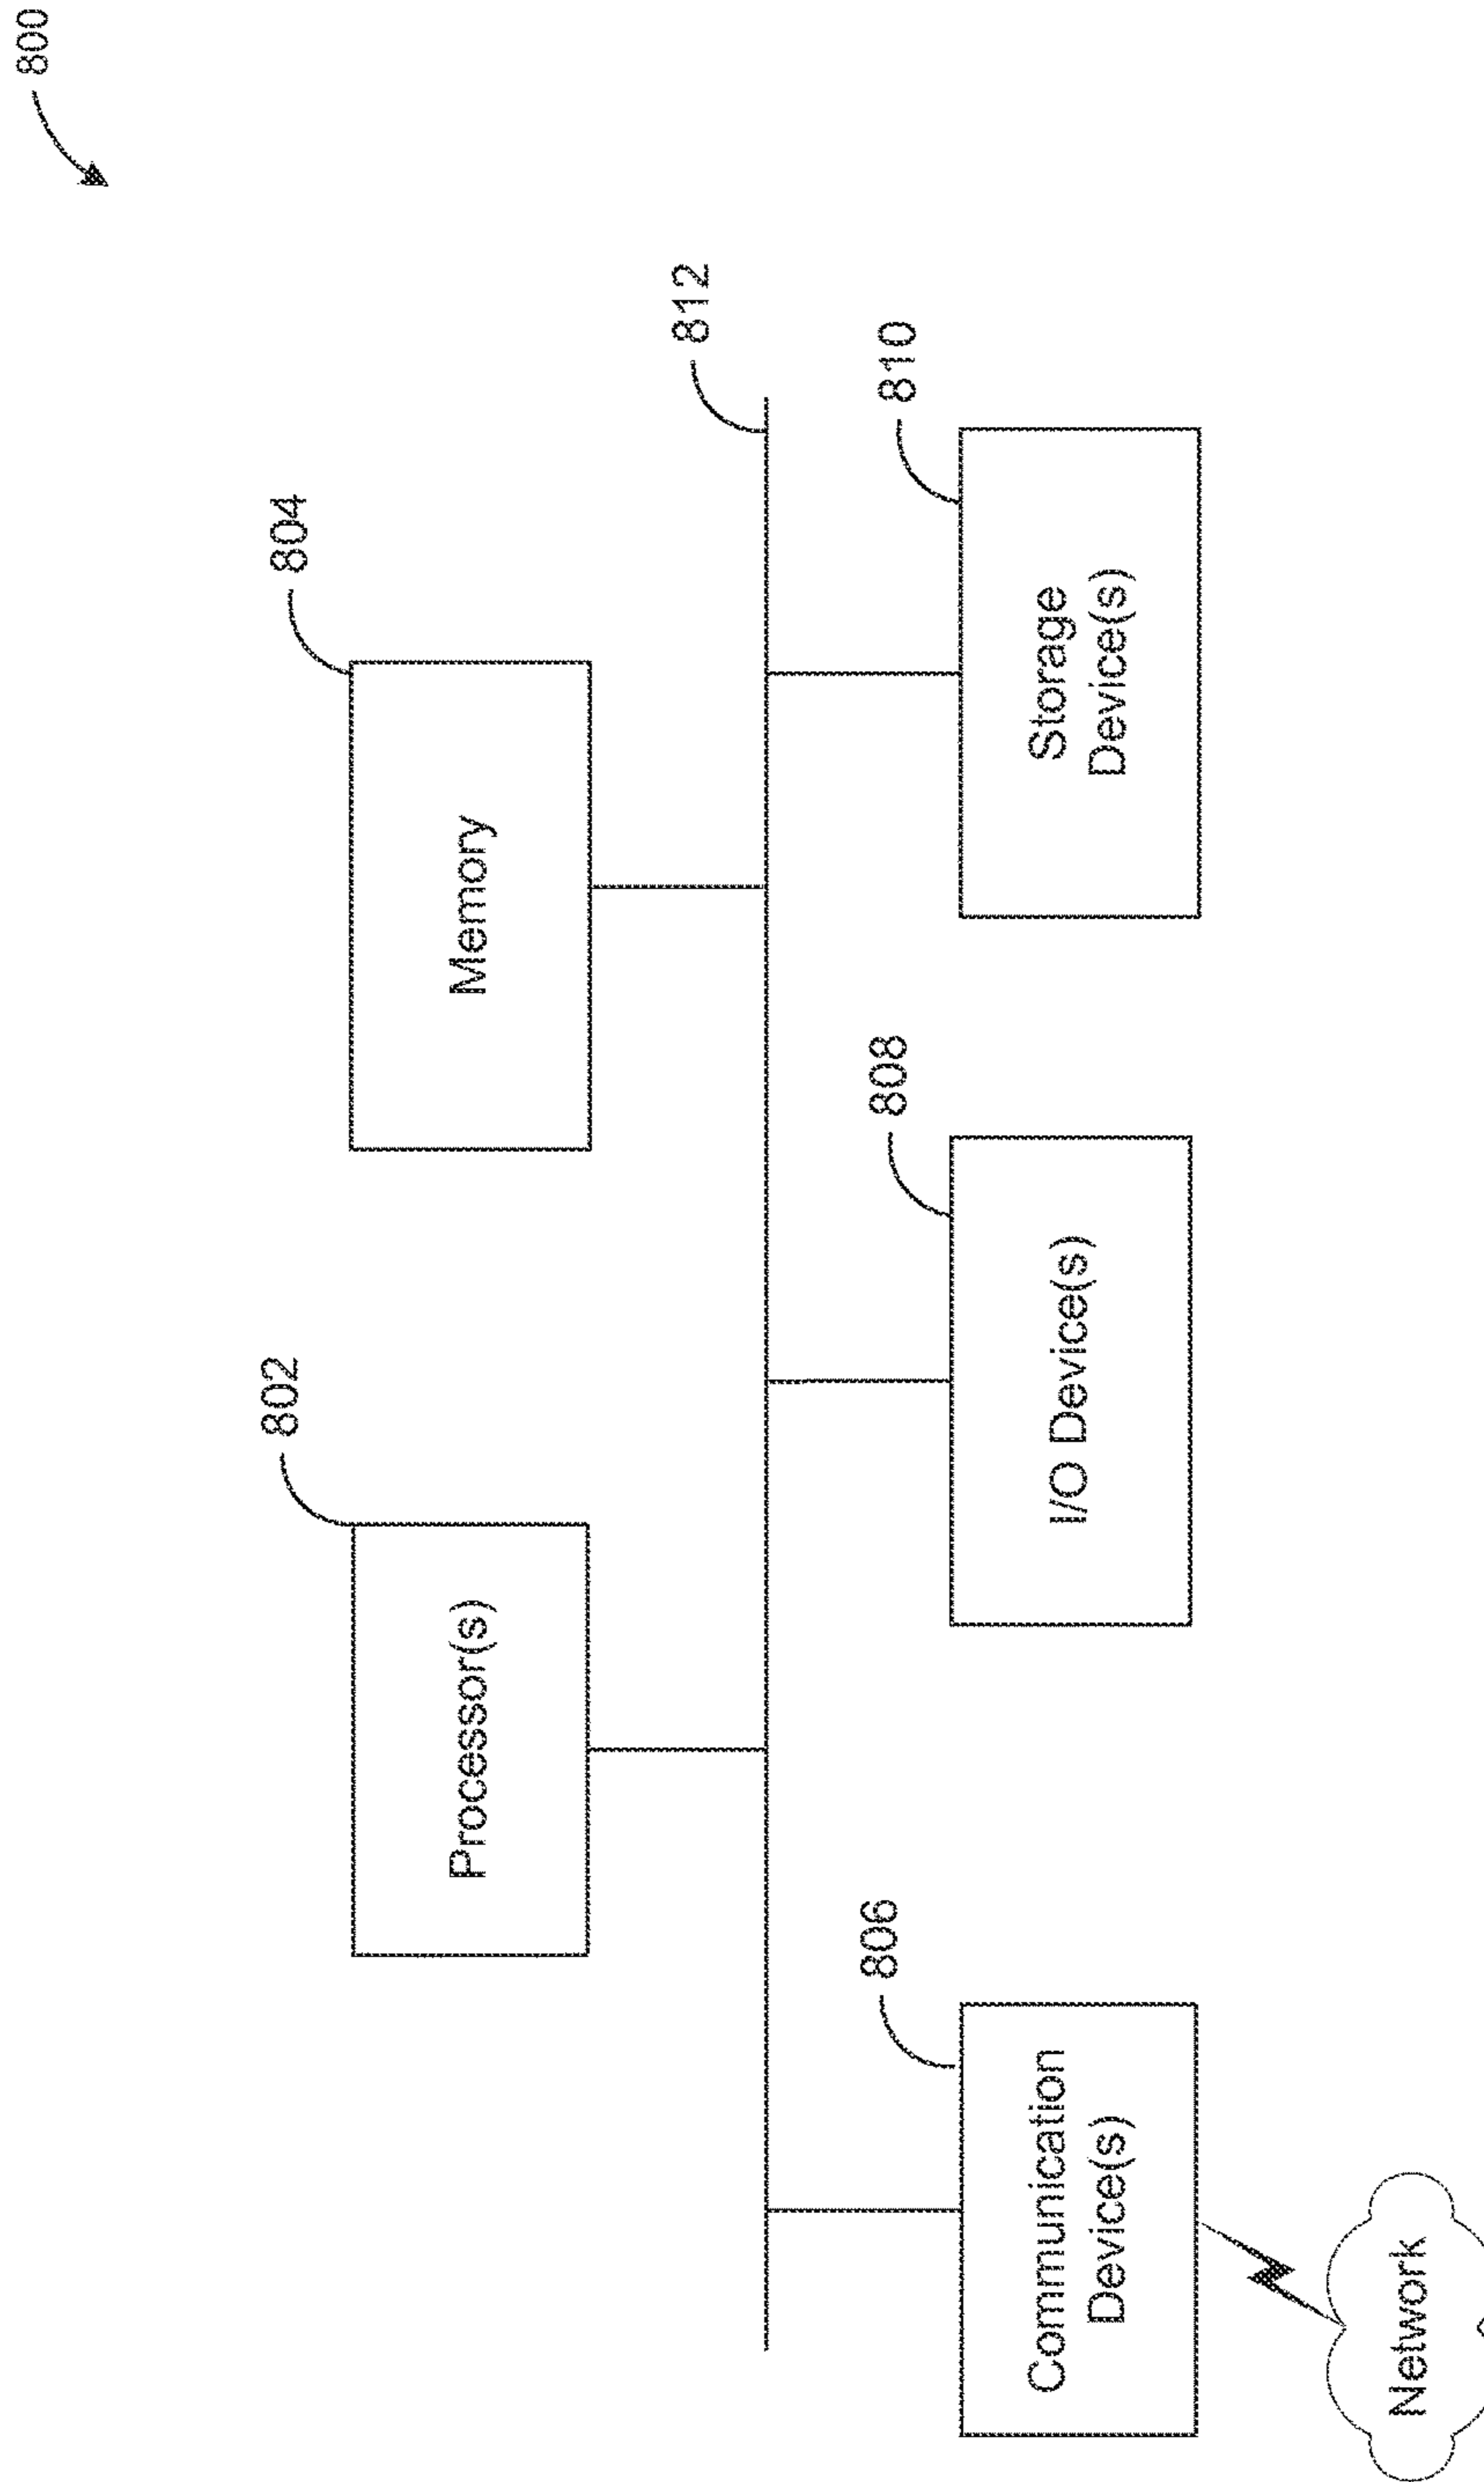 800
802
Processor(s)
804
Memory
812
806
Communication
Device(s)
808
I/O Device(s)
810
Storage
Device(s)
Network